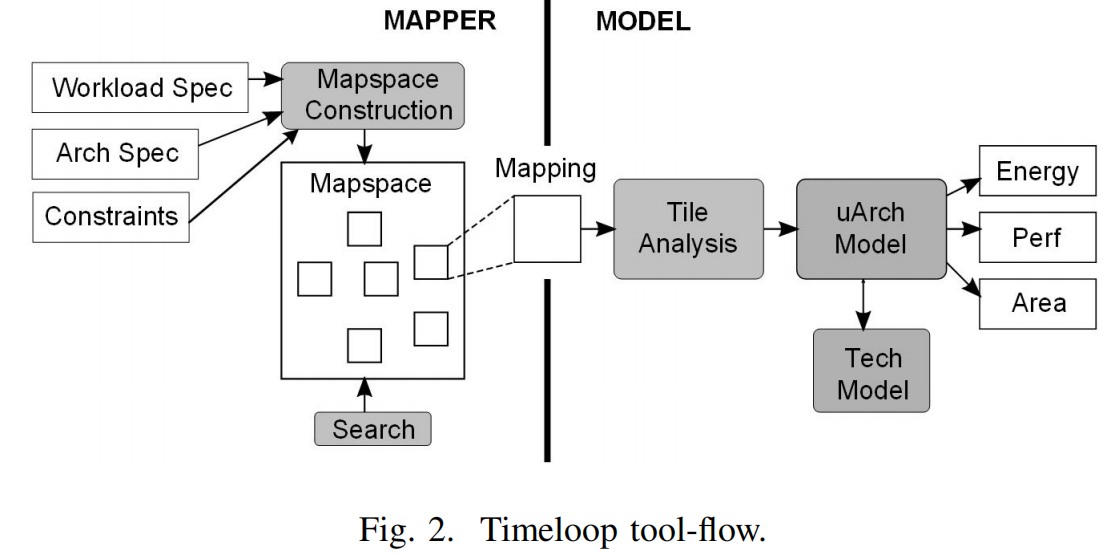 MAPPER
MODEL
Workload Spec
Arch Spec
Constraints
Mapspace
Construction
Mapspace
Search
Mapping
Tile
Analysis
uArch
Model
Tech
Model
Energy
Perf
Area
Fig. 2. Timeloop tool-flow.